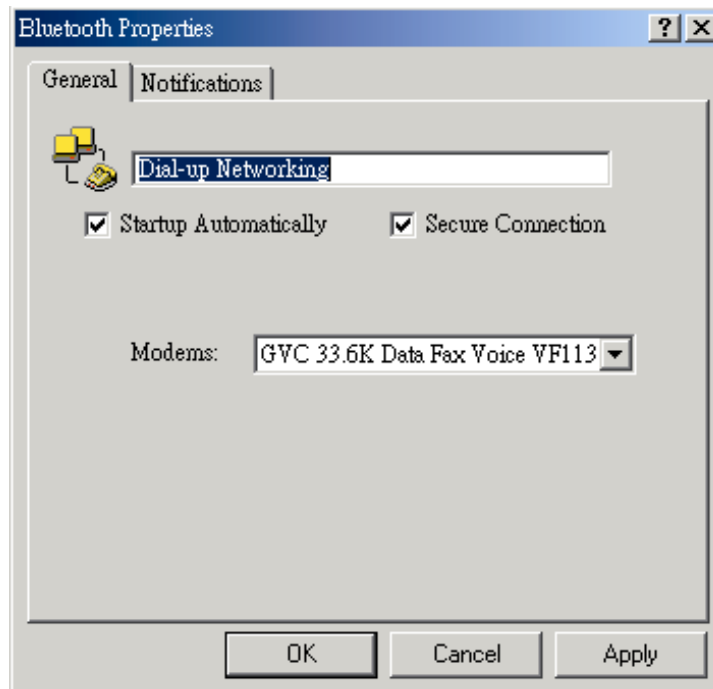 Bluetooth Properties
General Notifications
Dial-up Networking
Startup Automatically Secure Connection
Modems: GVC 33.6K Data Fax Voice VF113
OK Cancel Apply